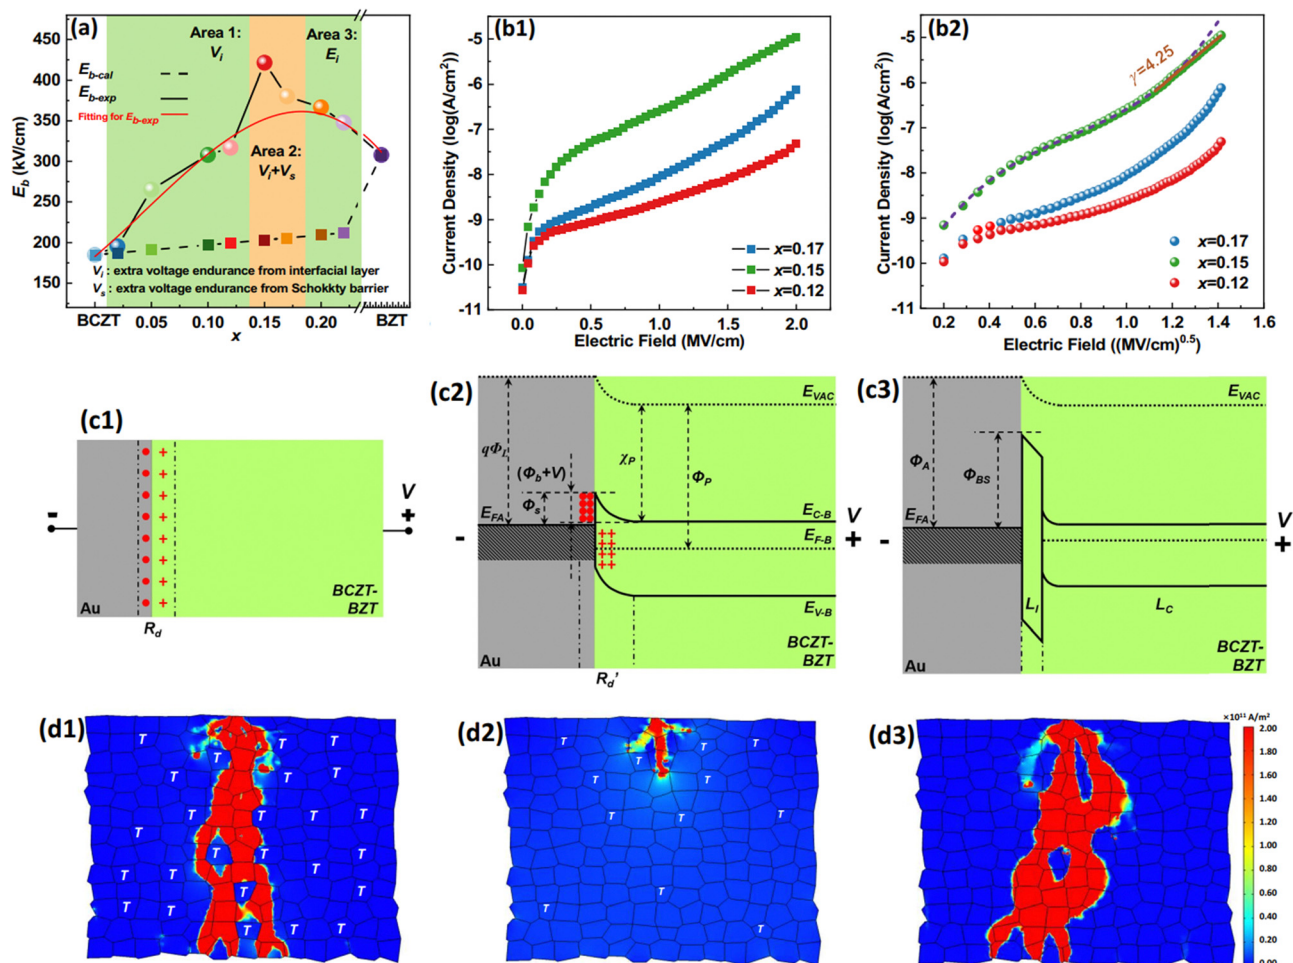 (a)
Area 1:
Vi
Area 3:
Ei
Eb-cal
Eb-exp
Fitting for Eb-exp
Area 2:
Vi+Vs
Vi : extra voltage endurance from interfacial layer
Vs : extra voltage endurance from Schokkty barrier
Eb (kV/cm)
450
400
350
300
250
200
150
BCZT 0.05 0.10 0.15 0.20 BZT
x
(b1)
Current Density (log(A/cm²))
-5
-6
-7
-8
-9
-10
-11
x=0.17
x=0.15
x=0.12
0.0 0.5 1.0 1.5 2.0
Electric Field (MV/cm)
(b2)
γ=4.25
Current Density (log(A/cm²))
-5
-6
-7
-8
-9
-10
-11
x=0.17
x=0.15
x=0.12
0.2 0.4 0.6 0.8 1.0 1.2 1.4 1.6
Electric Field ((MV/cm)^0.5)
(c1)
-
V
+
Au
BCZT-
BZT
Rd
(c2)
EVAC
χP
ΦP
(Φb+V)
Φs
EFA
EC-B
EF-B
EV-B
V
-
+
Au
BCZT-
BZT
Rd'
(c3)
EVAC
ΦA
ΦBS
EFA
V
-
+
LI
LC
Au
BCZT-
BZT
(d1)
T T T
T T T
T T T
T T T
T T T
T T T
T T T
T T T
(d2)
T T
T T T
T T T
T
T T
(d3)
×10¹¹ A/m²
2.00
1.80
1.60
1.40
1.20
1.00
0.80
0.60
0.40
0.20
0.00